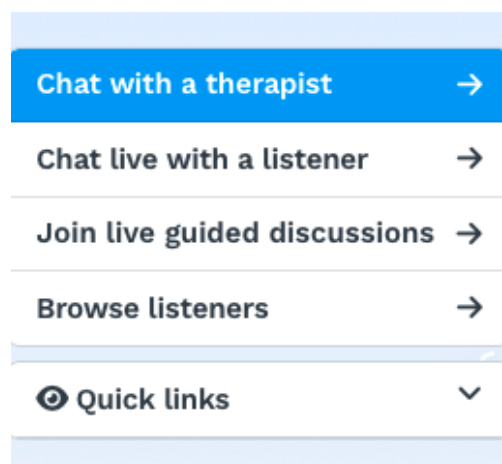 Chat with a therapist
Chat live with a listener
Join live guided discussions
Browse listeners
Quick links